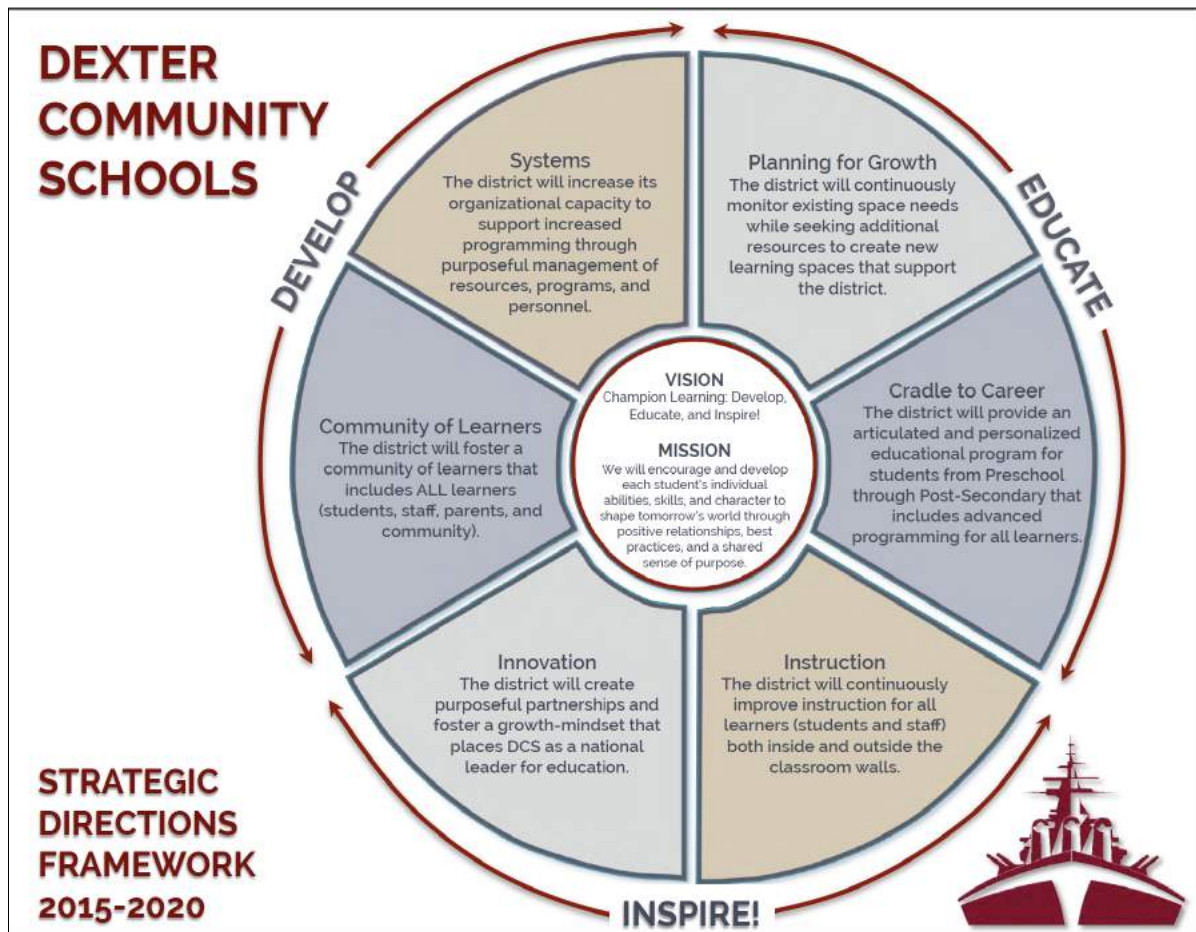 DEXTER
COMMUNITY
SCHOOLS
DEVELOP
EDUCATE
Systems
The district will increase its
organizational capacity to
support increased
programming through
purposeful management of
resources, programs, and
personnel.
Planning for Growth
The district will continuously
monitor existing space needs
while seeking additional
resources to create new
learning spaces that support
the district.
Community of Learners
The district will foster a
community of learners that
includes ALL learners
(students, staff, parents, and
community).
VISION
Champion Learning: Develop,
Educate, and Inspire!
MISSION
We will encourage and develop
each student's individual
abilities, skills, and character to
shape tomorrow's world through
positive relationships, best
practices, and a shared
sense of purpose.
Cradle to Career
The district will provide an
articulated and personalized
educational program for
students from Preschool
through Post-Secondary that
includes advanced
programming for all learners.
Innovation
The district will create
purposeful partnerships and
foster a growth-mindset that
places DCS as a national
leader for education.
Instruction
The district will continuously
improve instruction for all
learners (students and staff)
both inside and outside the
classroom walls.
STRATEGIC
DIRECTIONS
FRAMEWORK
2015-2020
INSPIRE!